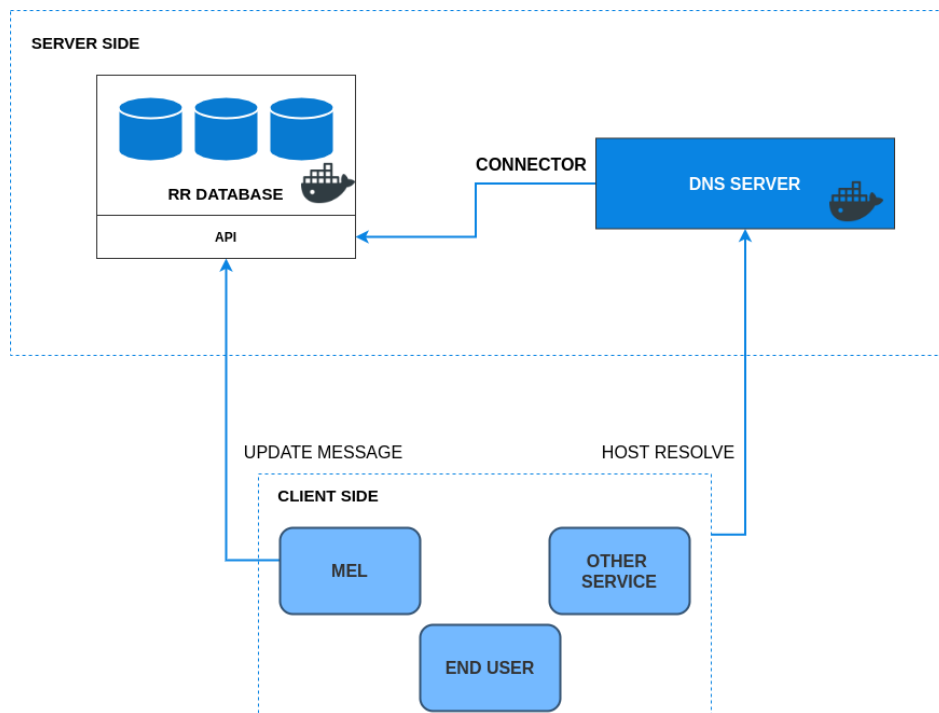 SERVER SIDE
RR DATABASE
API
CONNECTOR
DNS SERVER
UPDATE MESSAGE
HOST RESOLVE
CLIENT SIDE
MEL
OTHER
SERVICE
END USER